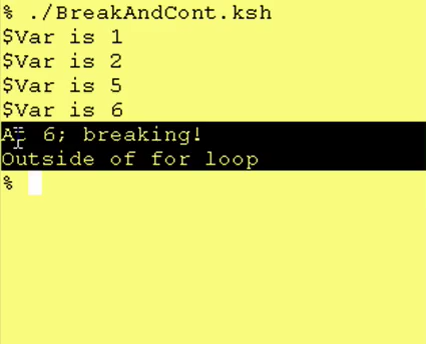 % ./BreakAndCont.ksh
$Var is 1
$Var is 2
$Var is 5
$Var is 6
At 6; breaking!
Outside of for loop
%